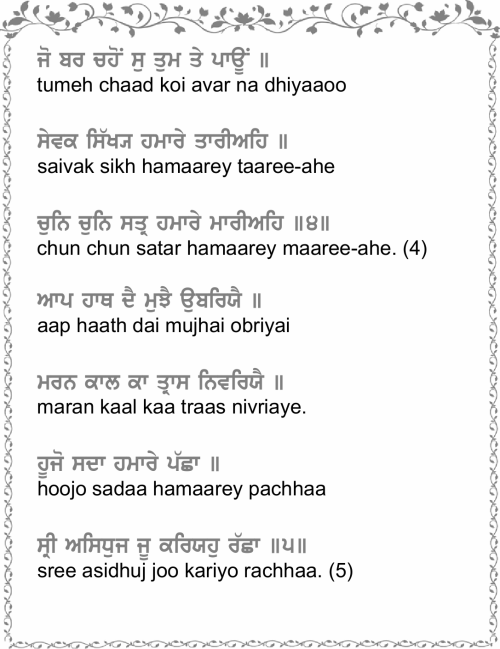 ਜੋ ਬਰ ਚਹੋਂ ਸੁ ਤੁਮ ਤੇ ਪਾਊਂ ॥
tumeh chaad koi avar na dhiyaaoo
ਸੇਵਕ ਸਿੱਖ੍ਯ ਹਮਾਰੇ ਤਾਰੀਅਹਿ ॥
saivak sikh hamaarey taaree-ahe
ਚੁਨਿ ਚੁਨਿ ਸਤ੍ਰ ਹਮਾਰੇ ਮਾਰੀਅਹਿ ॥੪॥
chun chun satar hamaarey maaree-ahe. (4)
ਆਪ ਹਾਥ ਦੈ ਮੁਝੈ ਉਬਰਿਯੈ ॥
aap haath dai mujhai obriyai
ਮਰਨ ਕਾਲ ਕਾ ਤ੍ਰਾਸ ਨਿਵਰਿਯੈ ॥
maran kaal kaa traas nivriaye.
ਹੂਜੋ ਸਦਾ ਹਮਾਰੇ ਪੱਛਾ ॥
hoojo sadaa hamaarey pachhaa
ਸ੍ਰੀ ਅਸਿਧੁਜ ਜੂ ਕਰਿਯਹੁ ਰੱਛਾ ॥੫॥
sree asidhuj joo kariyo rachhaa. (5)